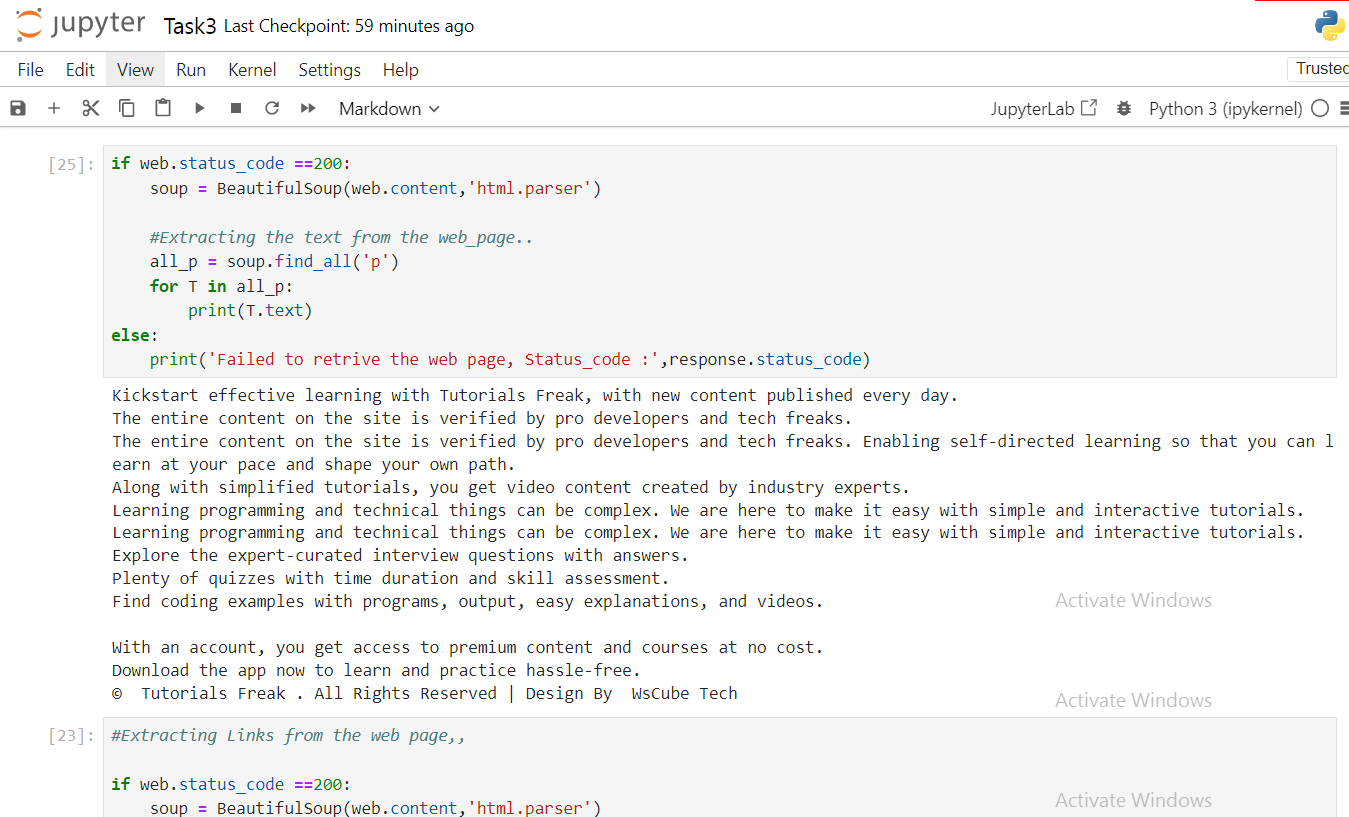 jupyter Task3 Last Checkpoint: 59 minutes ago
File Edit View Run Kernel Settings Help Trusted
Markdown JupyterLab Python 3 (ipykernel)
[25]: if web.status_code ==200:
    soup = BeautifulSoup(web.content,'html.parser')
    #Extracting the text from the web_page..
    all_p = soup.find_all('p')
    for T in all_p:
        print(T.text)
else:
    print('Failed to retrive the web page, Status_code :',response.status_code)
Kickstart effective learning with Tutorials Freak, with new content published every day.
The entire content on the site is verified by pro developers and tech freaks.
The entire content on the site is verified by pro developers and tech freaks. Enabling self-directed learning so that you can l
earn at your pace and shape your own path.
Along with simplified tutorials, you get video content created by industry experts.
Learning programming and technical things can be complex. We are here to make it easy with simple and interactive tutorials.
Learning programming and technical things can be complex. We are here to make it easy with simple and interactive tutorials.
Explore the expert-curated interview questions with answers.
Plenty of quizzes with time duration and skill assessment.
Find coding examples with programs, output, easy explanations, and videos.
Activate Windows
With an account, you get access to premium content and courses at no cost.
Download the app now to learn and practice hassle-free.
© Tutorials Freak . All Rights Reserved | Design By WsCube Tech
Activate Windows
[23]: #Extracting Links from the web page,,
if web.status_code ==200:
    soup = BeautifulSoup(web.content,'html.parser')
Activate Windows